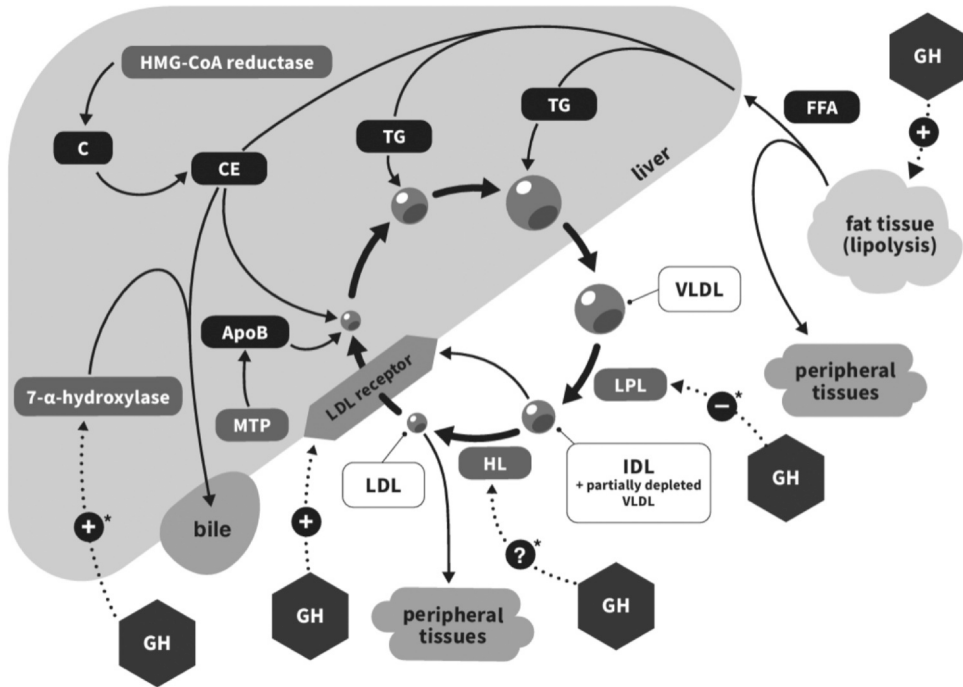 HMG-CoA reductase
GH
C
CE
TG
TG
FFA
+
liver
fat tissue
(lipolysis)
VLDL
ApoB
LDL receptor
peripheral
tissues
7-α-hydroxylase
MTP
LPL
−*
LDL
HL
IDL
+ partially depleted
VLDL
GH
+*
bile
+
?*
GH
GH
peripheral
tissues
GH